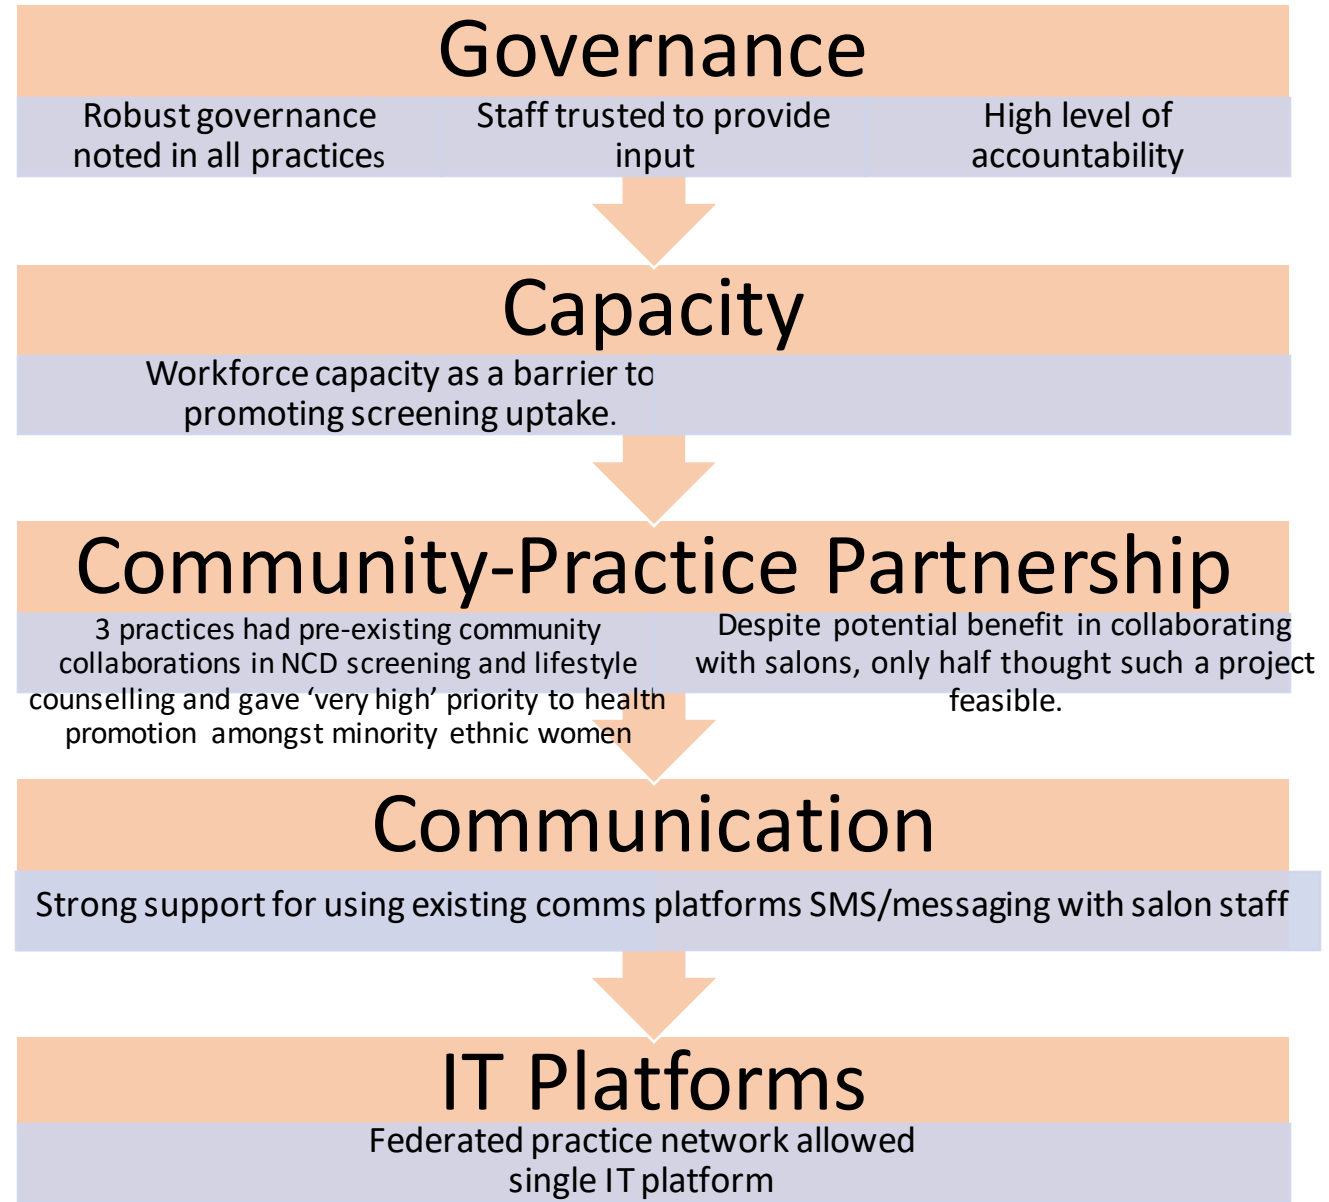 Governance
Robust governance
noted in all practices
Staff trusted to provide
input
High level of
accountability
Capacity
Workforce capacity as a barrier to
promoting screening uptake.
Community-Practice Partnership
3 practices had pre-existing community
collaborations in NCD screening and lifestyle
counselling and gave ‘very high’ priority to health
promotion amongst minority ethnic women
Despite potential benefit in collaborating
with salons, only half thought such a project
feasible.
Communication
Strong support for using existing comms platforms SMS/messaging with salon staff
IT Platforms
Federated practice network allowed
single IT platform